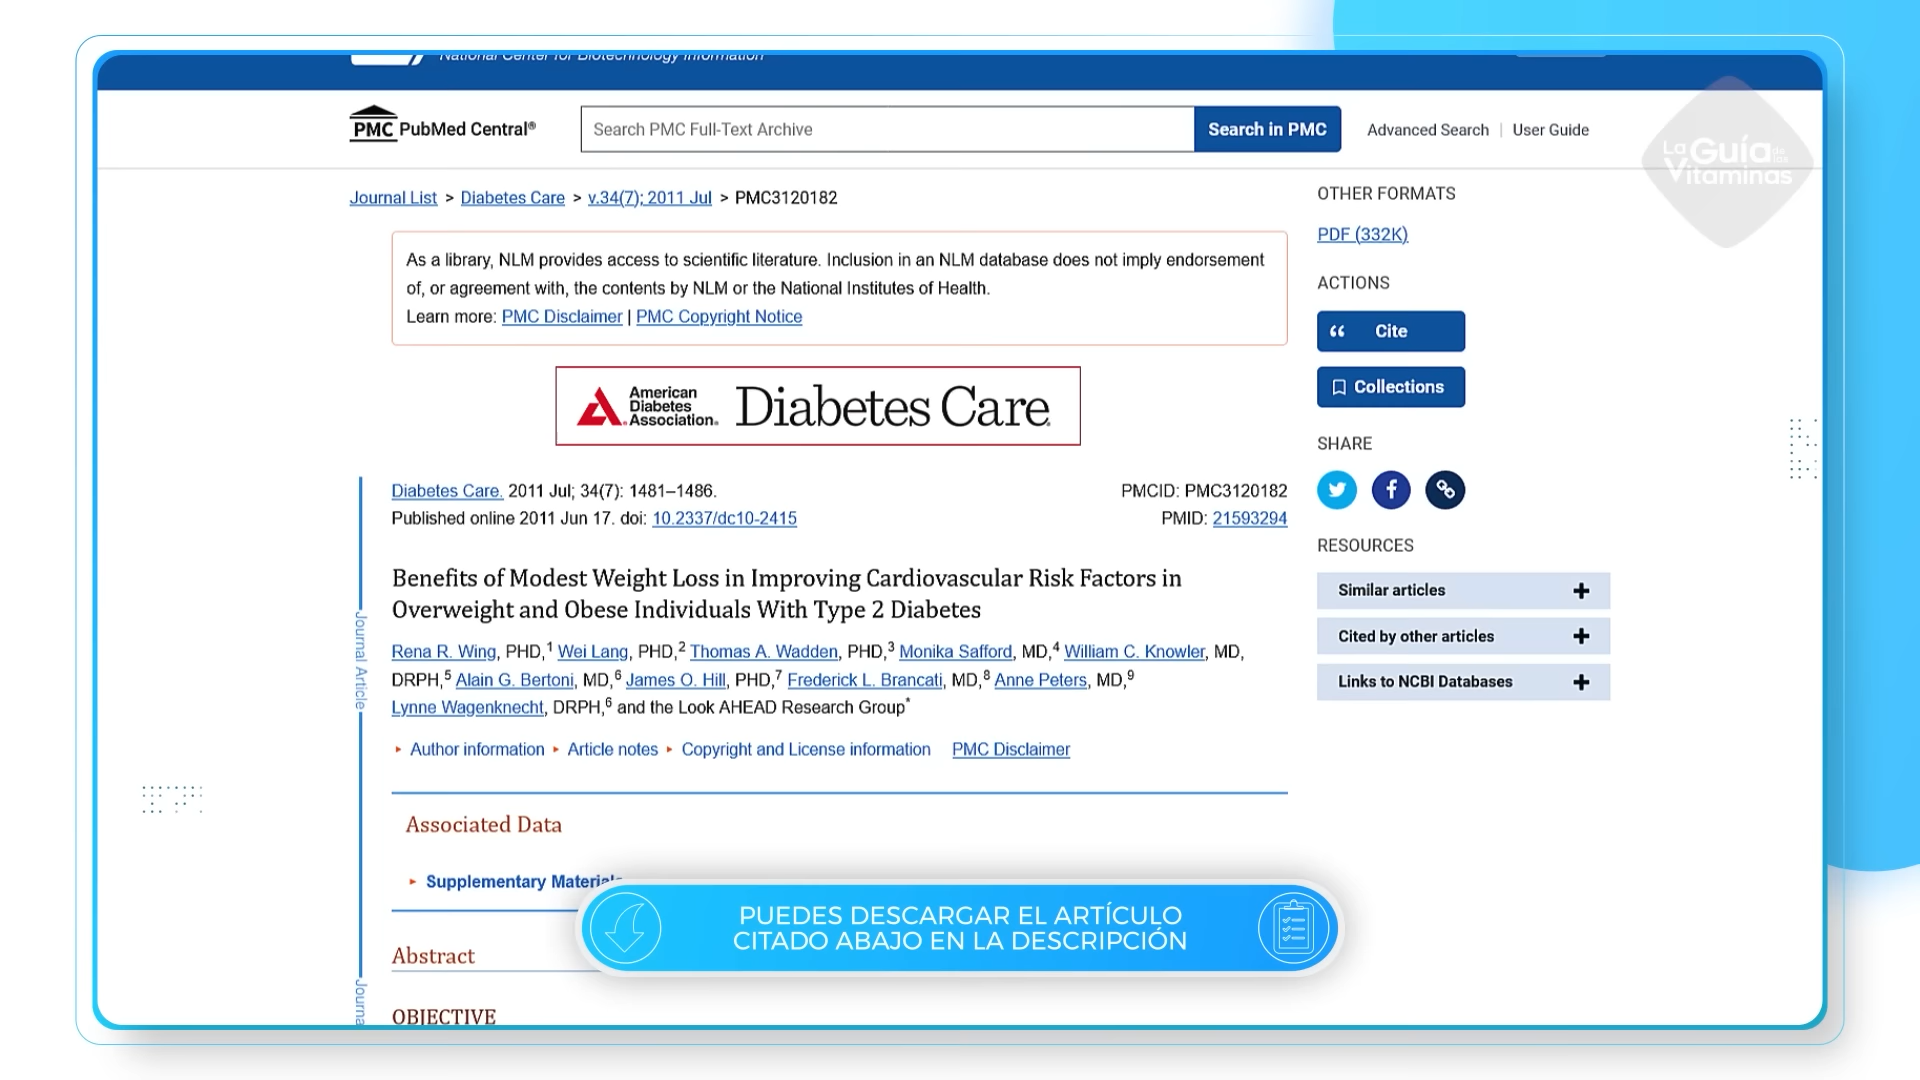 National Center for Biotechnology Information
PMC PubMed Central®
Search PMC Full-Text Archive
Search in PMC
Advanced Search | User Guide
La Guía de las Vitaminas
Journal List > Diabetes Care > v.34(7); 2011 Jul > PMC3120182
As a library, NLM provides access to scientific literature. Inclusion in an NLM database does not imply endorsement
of, or agreement with, the contents by NLM or the National Institutes of Health.
Learn more: PMC Disclaimer | PMC Copyright Notice
American
Diabetes
Association.
Diabetes Care
Diabetes Care. 2011 Jul; 34(7): 1481–1486.
PMCID: PMC3120182
Published online 2011 Jun 17. doi: 10.2337/dc10-2415
PMID: 21593294
Benefits of Modest Weight Loss in Improving Cardiovascular Risk Factors in
Overweight and Obese Individuals With Type 2 Diabetes
Rena R. Wing, PHD,1 Wei Lang, PHD,2 Thomas A. Wadden, PHD,3 Monika Safford, MD,4 William C. Knowler, MD,
DRPH,5 Alain G. Bertoni, MD,6 James O. Hill, PHD,7 Frederick L. Brancati, MD,8 Anne Peters, MD,9
Lynne Wagenknecht, DRPH,6 and the Look AHEAD Research Group*
Author information Article notes Copyright and License information PMC Disclaimer
Associated Data
Supplementary Materials
Abstract
OBJECTIVE
Journal Article
Journa
OTHER FORMATS
PDF (332K)
ACTIONS
Cite
Collections
SHARE
RESOURCES
Similar articles
Cited by other articles
Links to NCBI Databases
PUEDES DESCARGAR EL ARTÍCULO
CITADO ABAJO EN LA DESCRIPCIÓN